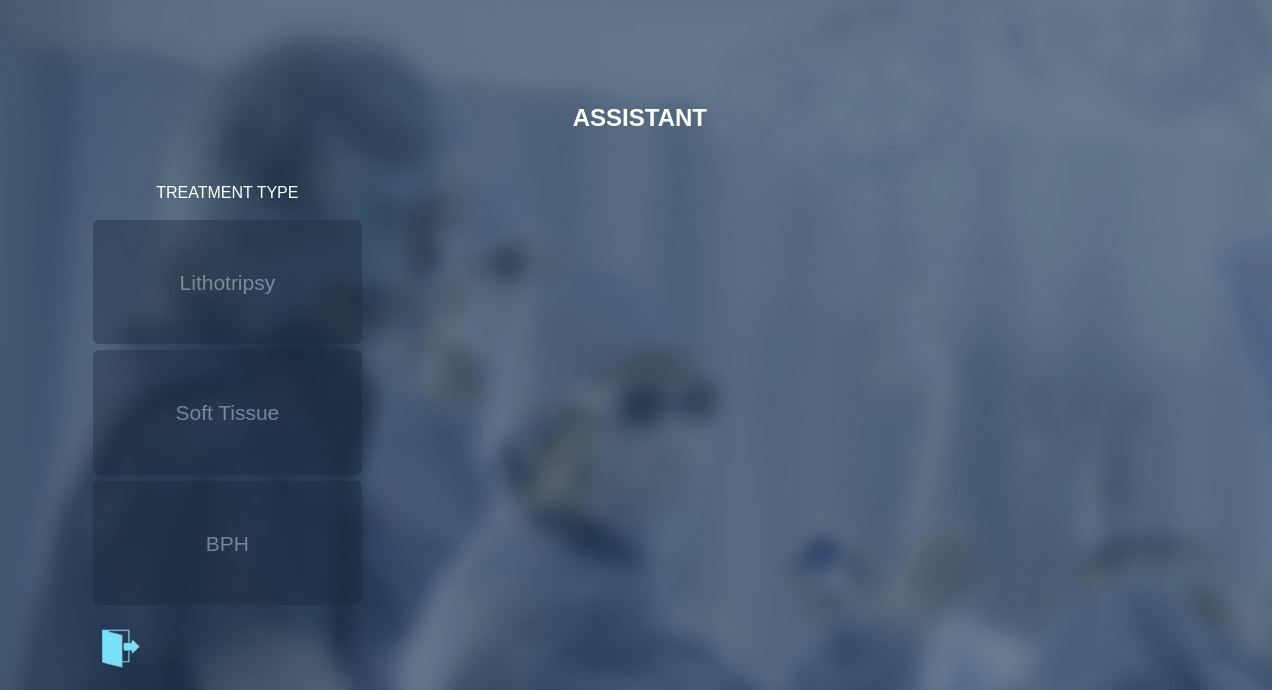 ASSISTANT
TREATMENT TYPE
Lithotripsy
Soft Tissue
BPH